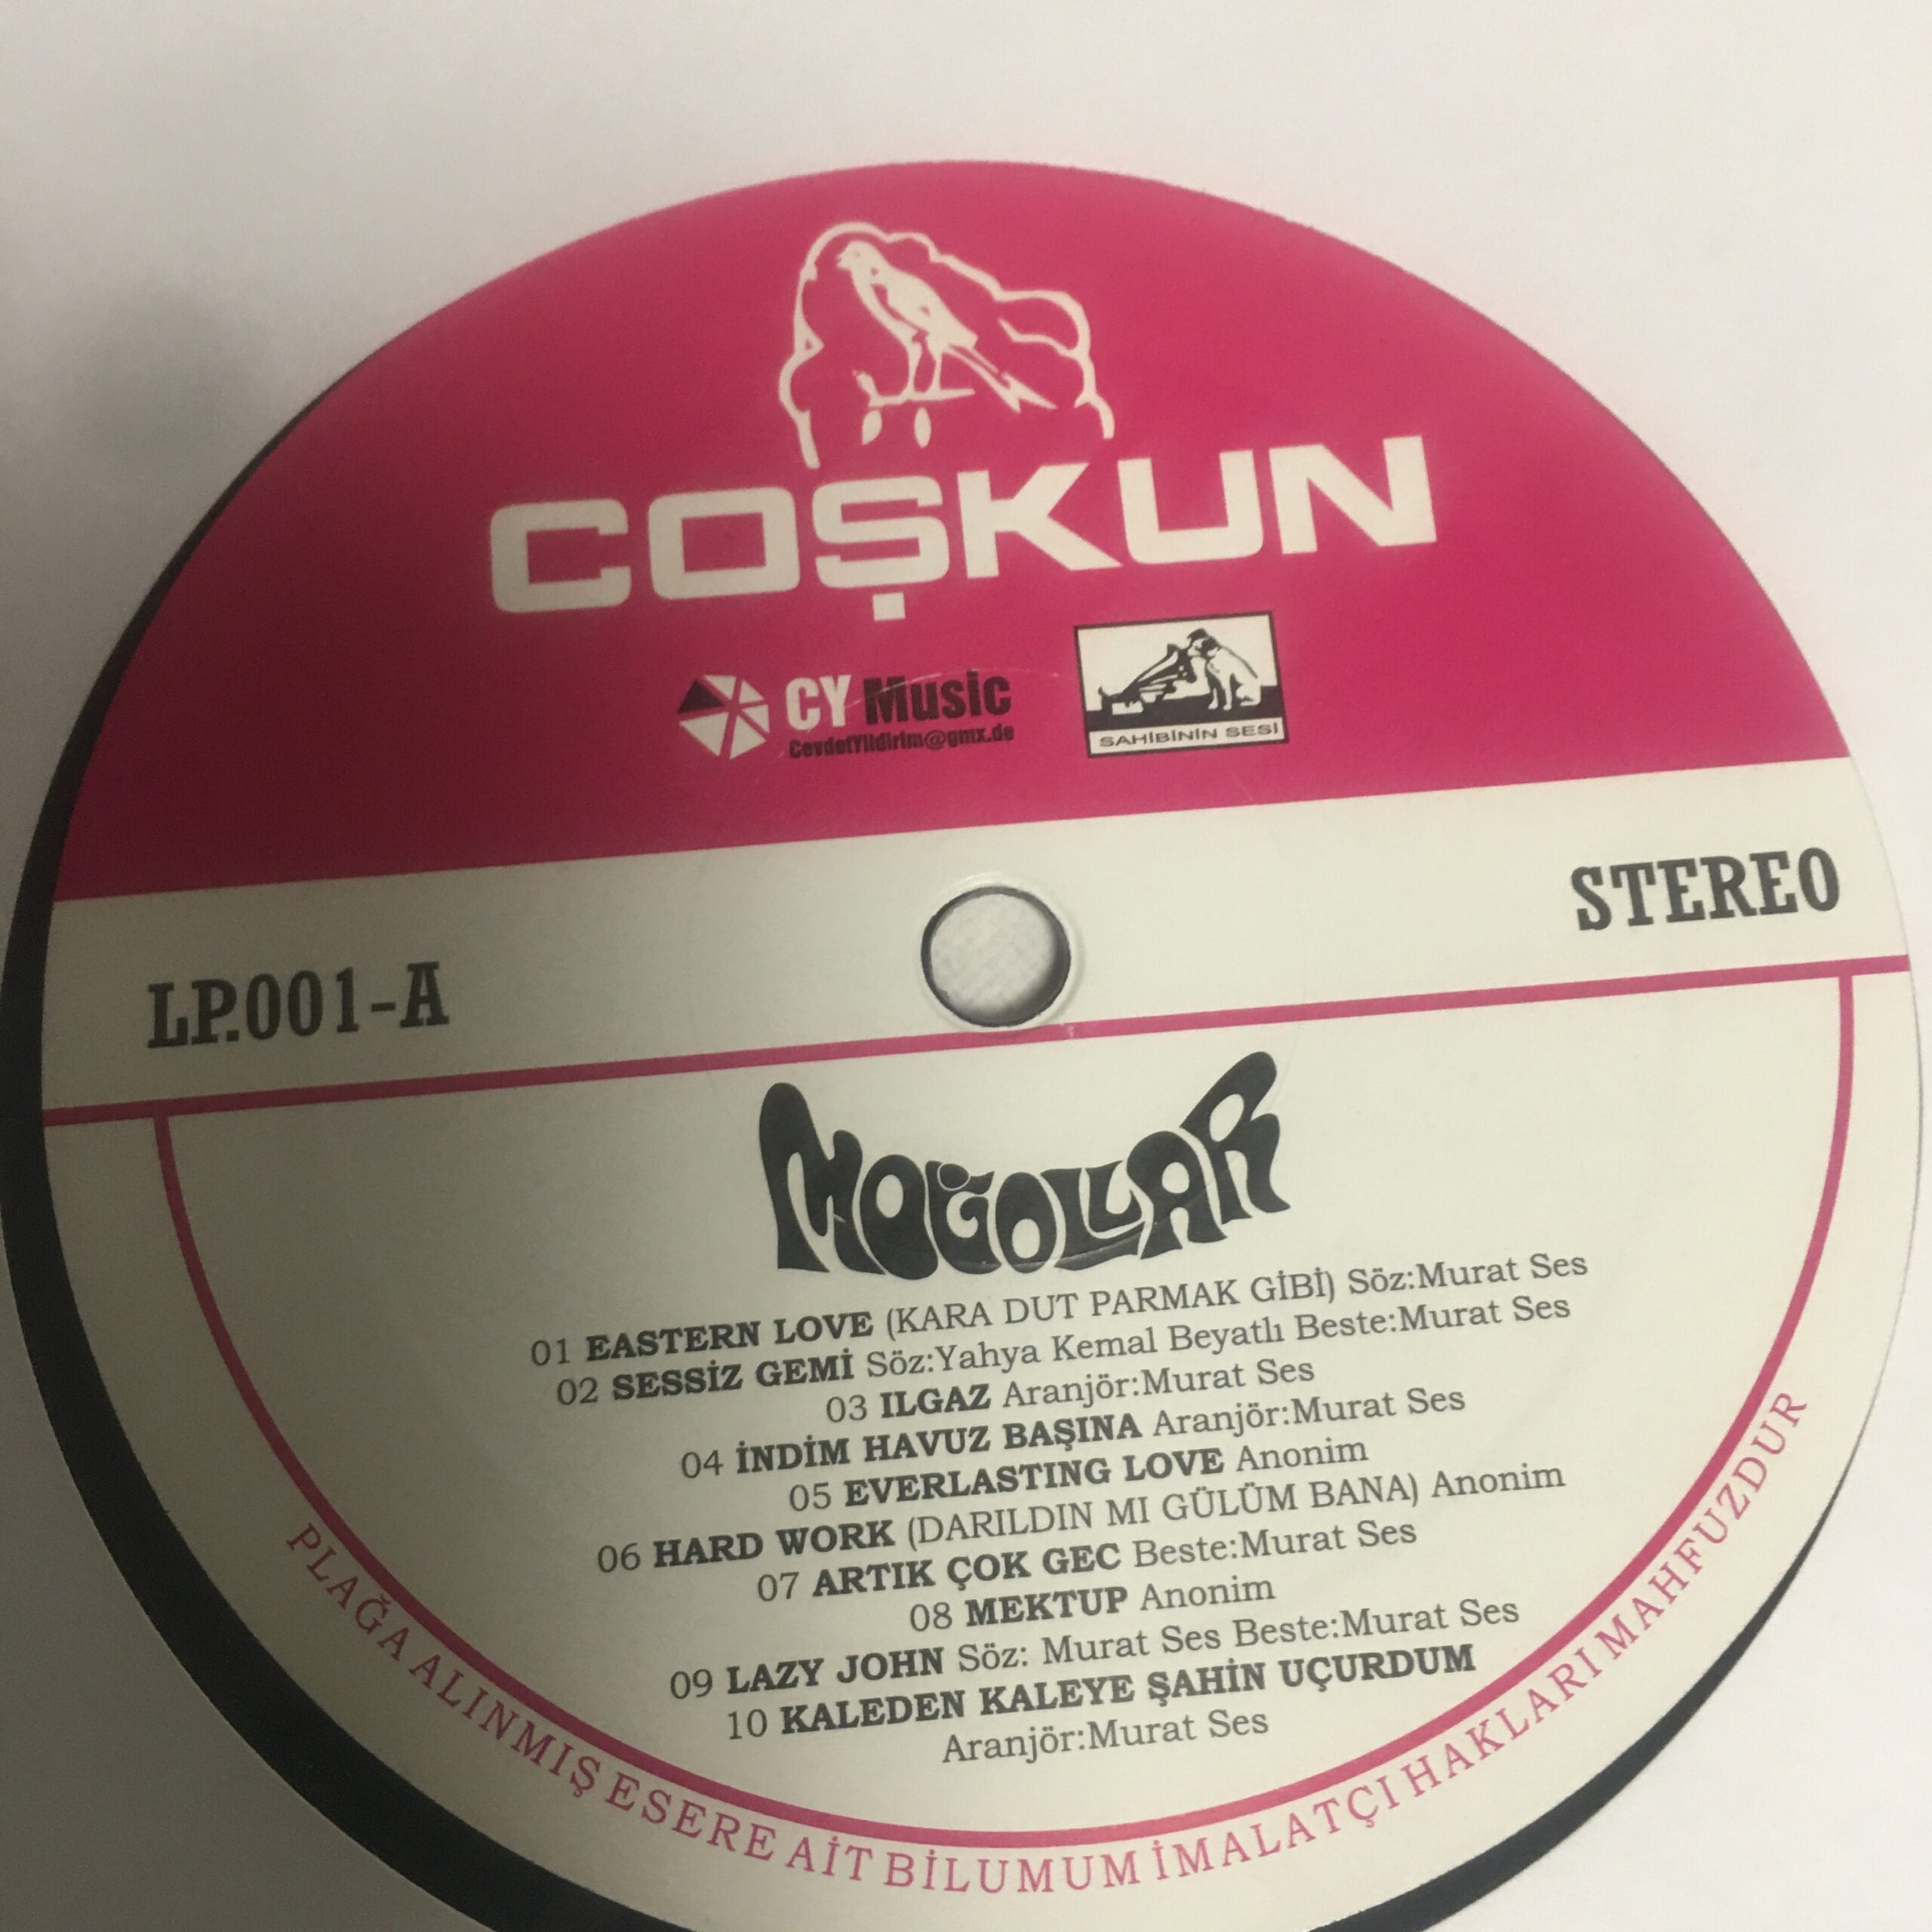 COŞKUN
CY Music
CevdetYildirim@gmx.de
SAHİBİNİN SESİ
STEREO
LP.001-A
MOĞOLLAR
01 EASTERN LOVE (KARA DUT PARMAK GİBİ) Söz:Murat Ses
02 SESSİZ GEMİ Söz:Yahya Kemal Beyatlı Beste:Murat Ses
03 ILGAZ Aranjör:Murat Ses
04 İNDİM HAVUZ BAŞINA Aranjör:Murat Ses
05 EVERLASTING LOVE Anonim
06 HARD WORK (DARILDIN MI GÜLÜM BANA) Anonim
07 ARTIK ÇOK GEC Beste:Murat Ses
08 MEKTUP Anonim
09 LAZY JOHN Söz: Murat Ses Beste:Murat Ses
10 KALEDEN KALEYE ŞAHİN UÇURDUM
Aranjör:Murat Ses
PLAĞA ALINMIŞ ESERE AİT BİLUMUM İMALATÇI HAKLARI MAHFUZDUR